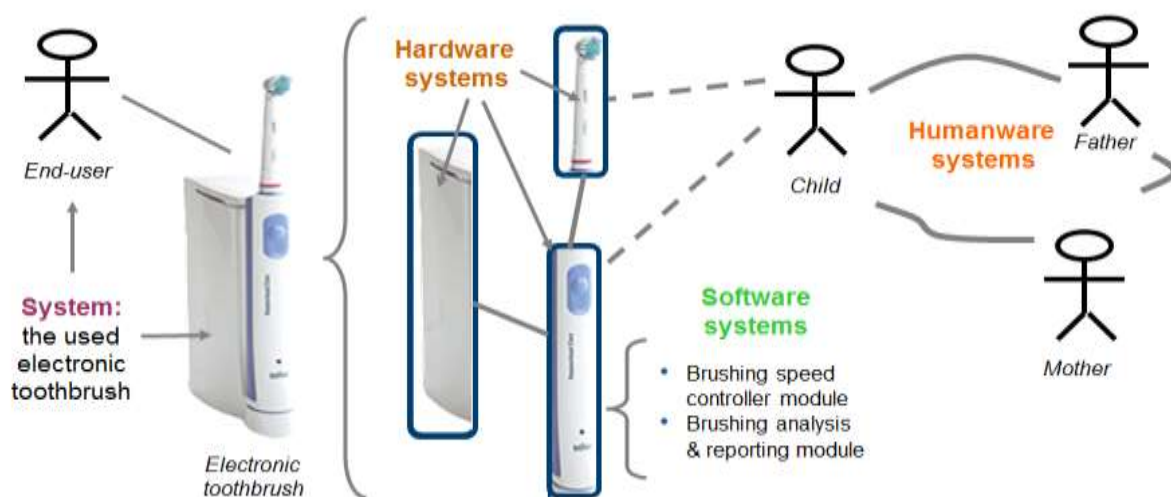 End-user
System:
the used
electronic
toothbrush
Electronic
toothbrush
Hardware
systems
Software
systems
• Brushing speed
controller module
• Brushing analysis
& reporting module
Child
Humanware
systems
Father
Mother